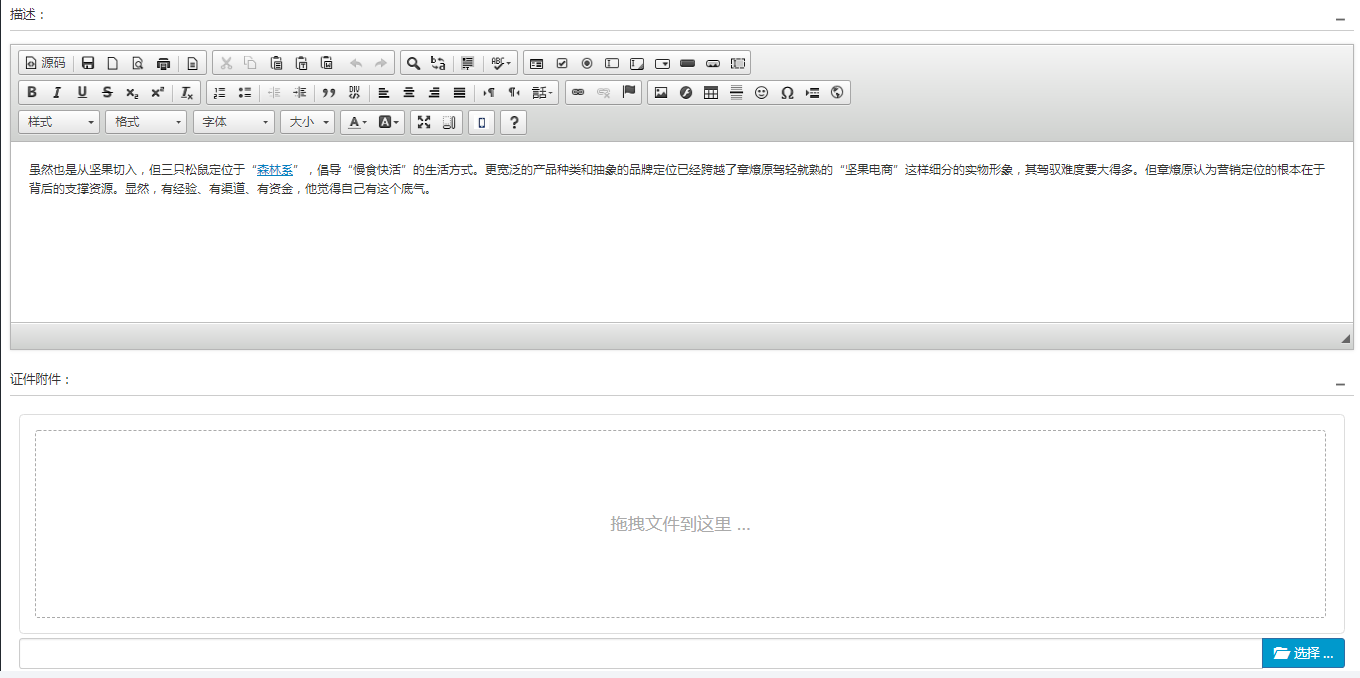 描述：
源码
样式 格式 字体 大小
虽然也是从坚果切入，但三只松鼠定位于“森林系”，倡导“慢食快活”的生活方式。更宽泛的产品种类和抽象的品牌定位已经跨越了章燎原驾轻就熟的“坚果电商”这样细分的实物形象，其驾驭难度要大得多。但章燎原认为营销定位的根本在于
背后的支撑资源。显然，有经验、有渠道、有资金，他觉得自己有这个底气。
证件附件：
拖拽文件到这里 ...
选择 ...